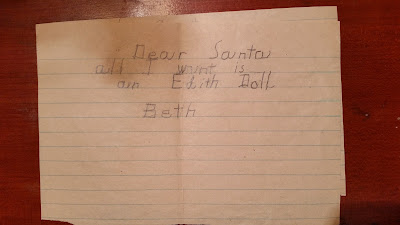 Dear Santa
all I want is
an Edith Doll
Beth